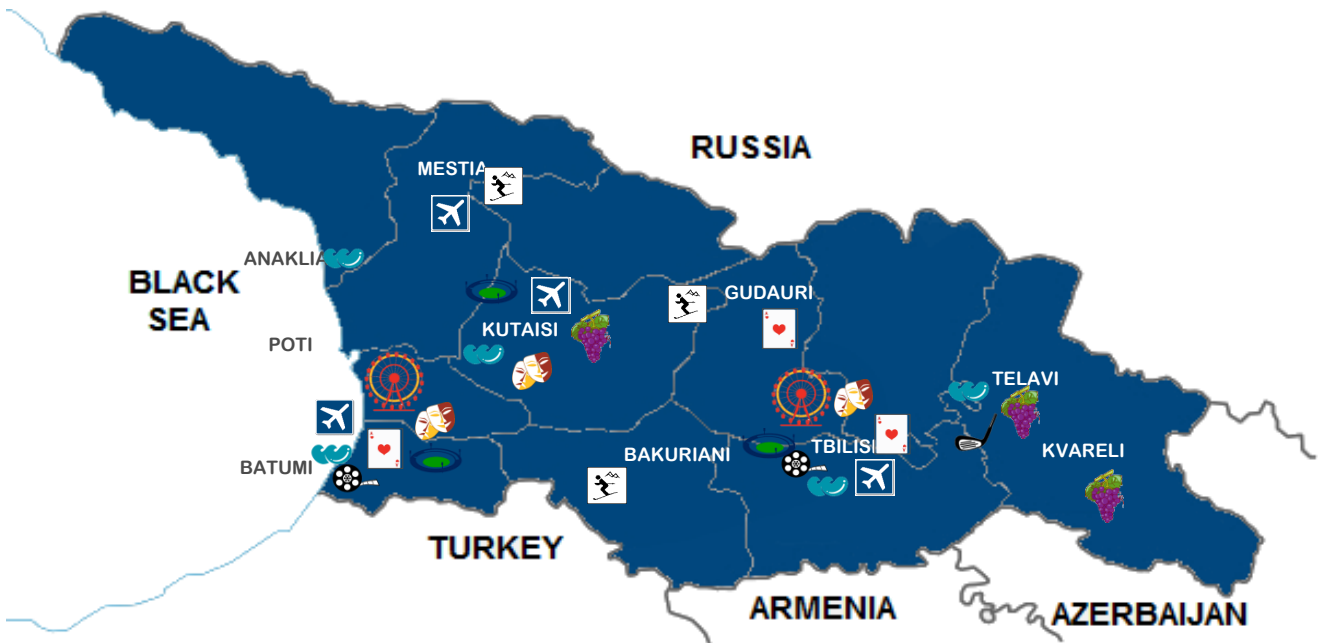 RUSSIA
MESTIA
ANAKLIA
BLACK
SEA
GUDAURI
KUTAISI
POTI
TELAVI
TBILISI
BAKURIANI
KVARELI
BATUMI
TURKEY
ARMENIA
AZERBAIJAN